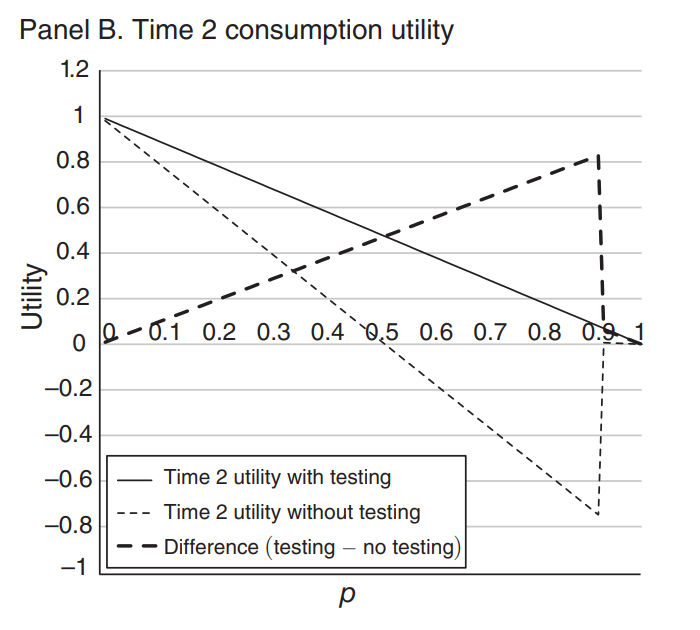 Panel B. Time 2 consumption utility
1.2
1
0.8
0.6
0.4
0.2
0
−0.2
−0.4
−0.6
−0.8
−1
Utility
0 0.1 0.2 0.3 0.4 0.5 0.6 0.7 0.8 0.9 1
Time 2 utility with testing
Time 2 utility without testing
Difference (testing − no testing)
p